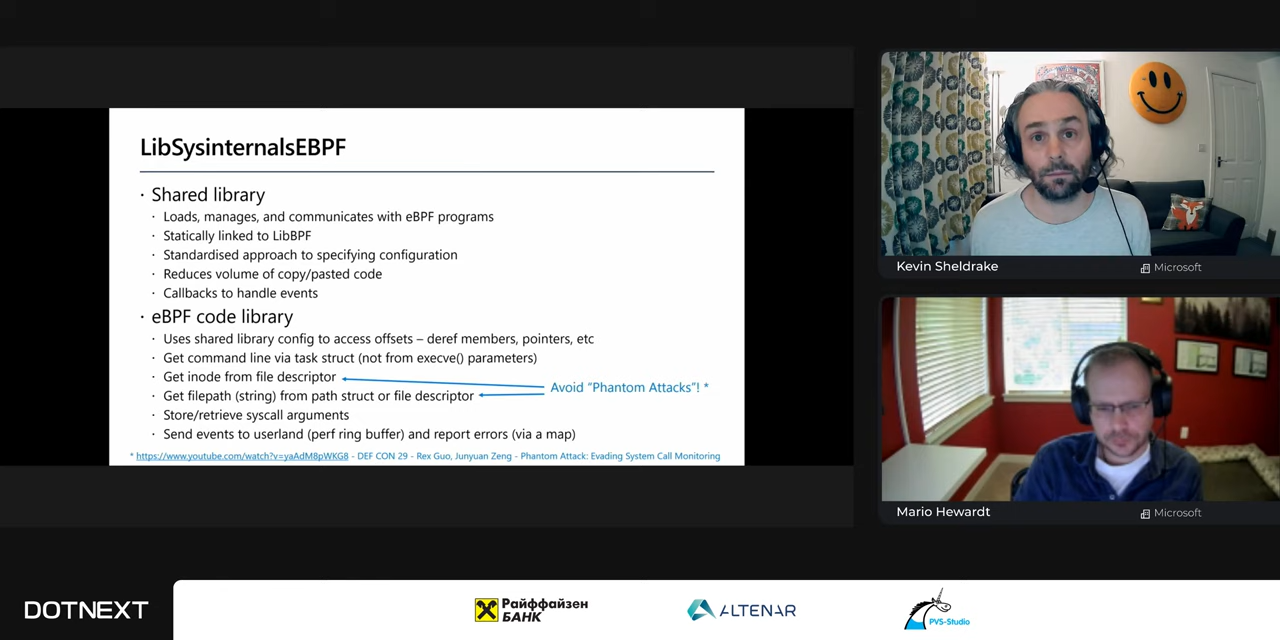 LibSysinternalsEBPF
· Shared library
· Loads, manages, and communicates with eBPF programs
· Statically linked to LibBPF
· Standardised approach to specifying configuration
· Reduces volume of copy/pasted code
· Callbacks to handle events
· eBPF code library
· Uses shared library config to access offsets – deref members, pointers, etc
· Get command line via task struct (not from execve() parameters)
· Get inode from file descriptor
Avoid "Phantom Attacks"! *
· Get filepath (string) from path struct or file descriptor
· Store/retrieve syscall arguments
· Send events to userland (perf ring buffer) and report errors (via a map)
* https://www.youtube.com/watch?v=yaAdM8pWKG8 - DEF CON 29 - Rex Guo, Junyuan Zeng - Phantom Attack: Evading System Call Monitoring
Kevin Sheldrake
Microsoft
Mario Hewardt
Microsoft
DOTNEXT
Райффайзен
БАНК
ALTENAR
PVS-Studio